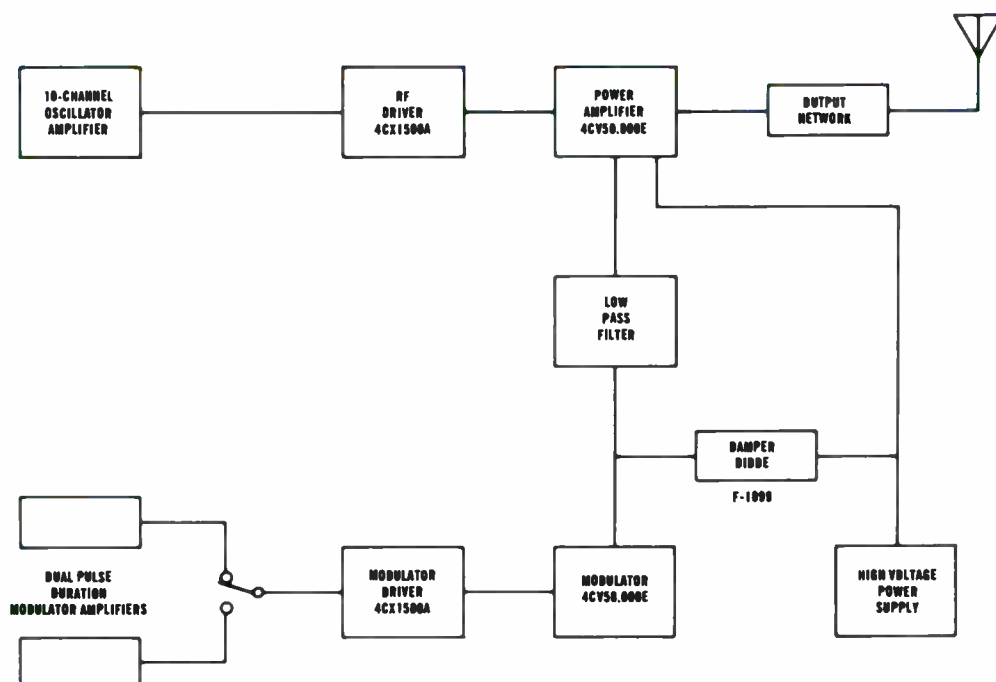 10-CHANNEL
OSCILLATOR
AMPLIFIER
RF
DRIVER
4CX1500A
POWER
AMPLIFIER
4CV50,000E
OUTPUT
NETWORK
LOW
PASS
FILTER
DAMPER
DIODE
F-1099
DUAL PULSE
DURATION
MODULATOR AMPLIFIERS
MODULATOR
DRIVER
4CX1500A
MODULATOR
4CV50,000E
HIGH VOLTAGE
POWER
SUPPLY